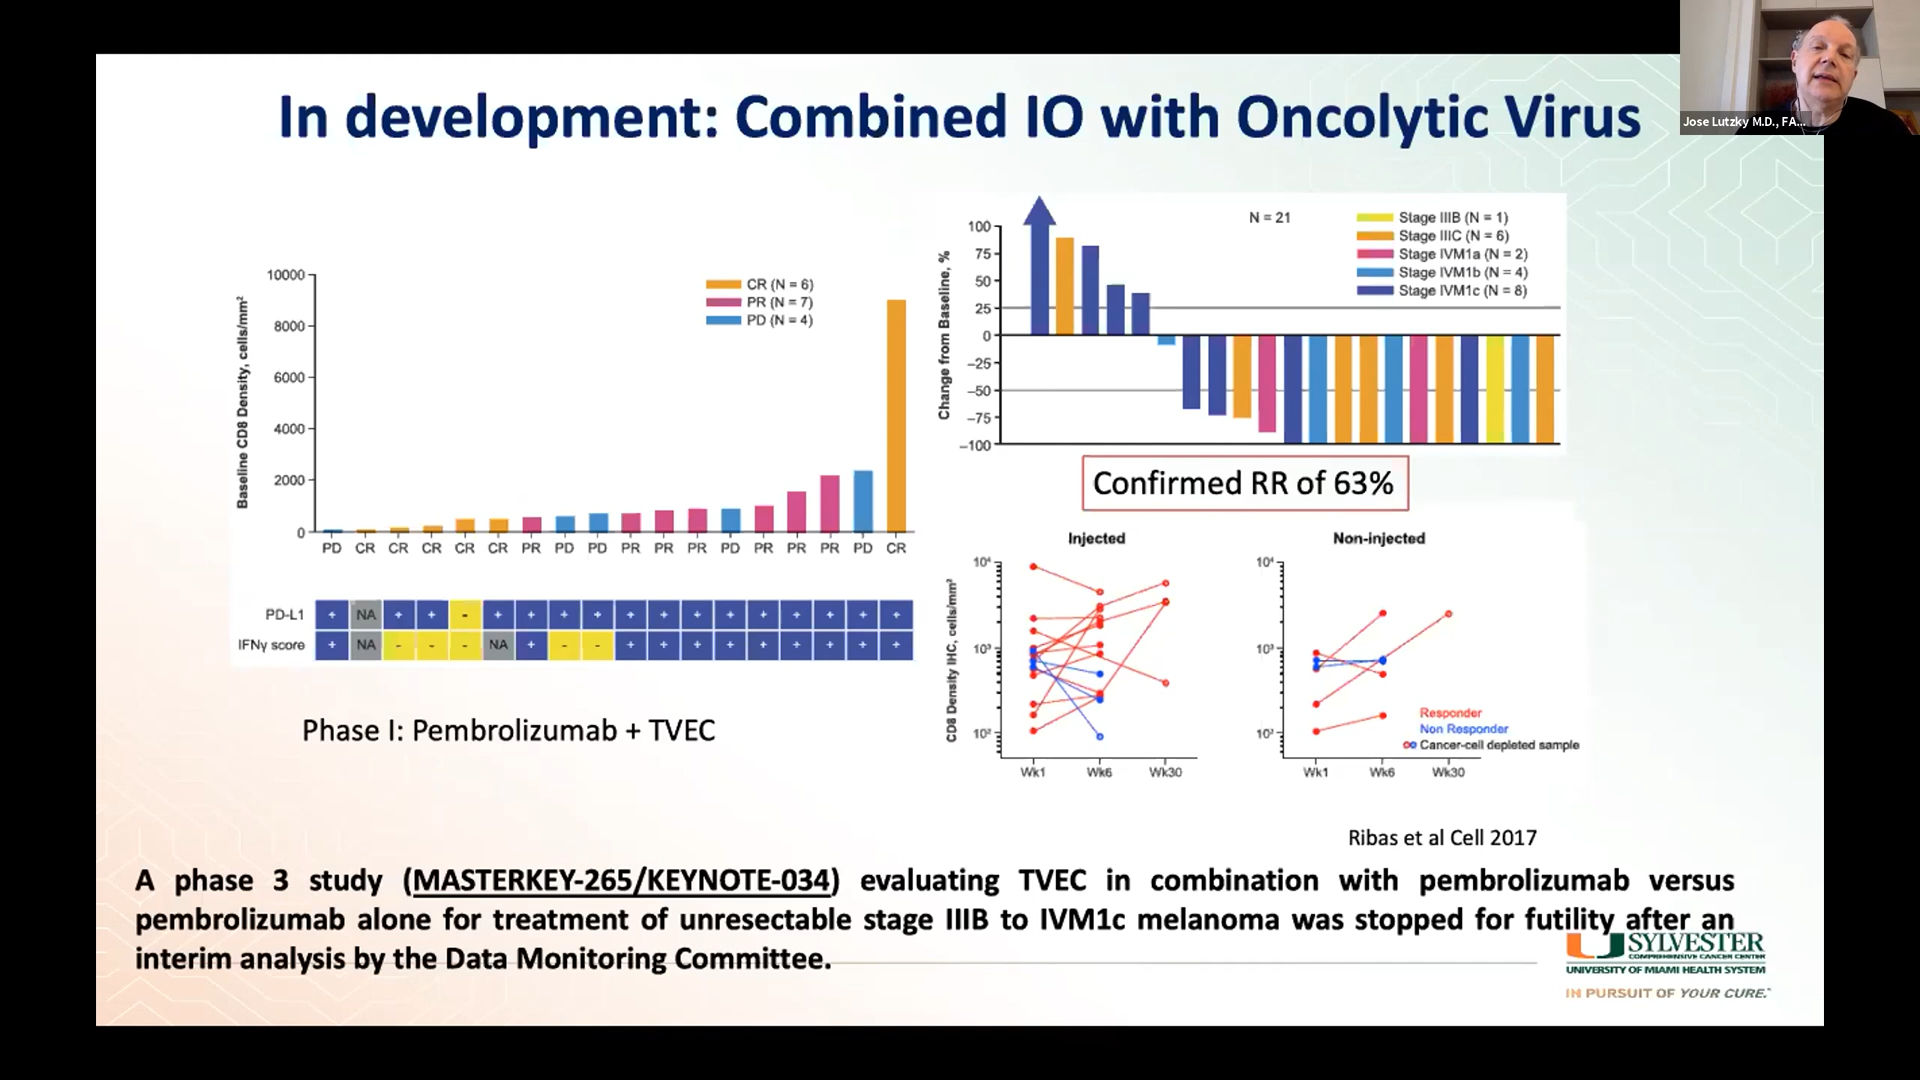 In development: Combined IO with Oncolytic Virus
Jose Lutzky M.D., FA...
Baseline CD8 Density, cells/mm²
10000
8000
6000
4000
2000
0
CR (N = 6)
PR (N = 7)
PD (N = 4)
PD CR CR CR CR CR PR PD PD PR PR PR PD PR PR PR PD CR
PD-L1 + NA + + - + + + + + + + + + + + + +
IFNγ score + NA - - - NA + - - + + + + + + + + +
Phase I: Pembrolizumab + TVEC
Change from Baseline, %
100
75
50
25
0
−25
−50
−75
−100
N = 21
Stage IIIB (N = 1)
Stage IIIC (N = 6)
Stage IVM1a (N = 2)
Stage IVM1b (N = 4)
Stage IVM1c (N = 8)
Confirmed RR of 63%
Injected
CD8 Density IHC, cells/mm²
10⁴
10³
10²
Wk1 Wk6 Wk30
Non-injected
10⁴
10³
10²
Wk1 Wk6 Wk30
Responder
Non Responder
Cancer-cell depleted sample
Ribas et al Cell 2017
A phase 3 study (MASTERKEY-265/KEYNOTE-034) evaluating TVEC in combination with pembrolizumab versus
pembrolizumab alone for treatment of unresectable stage IIIB to IVM1c melanoma was stopped for futility after an
interim analysis by the Data Monitoring Committee.
SYLVESTER
COMPREHENSIVE CANCER CENTER
UNIVERSITY OF MIAMI HEALTH SYSTEM
IN PURSUIT OF YOUR CURE.™